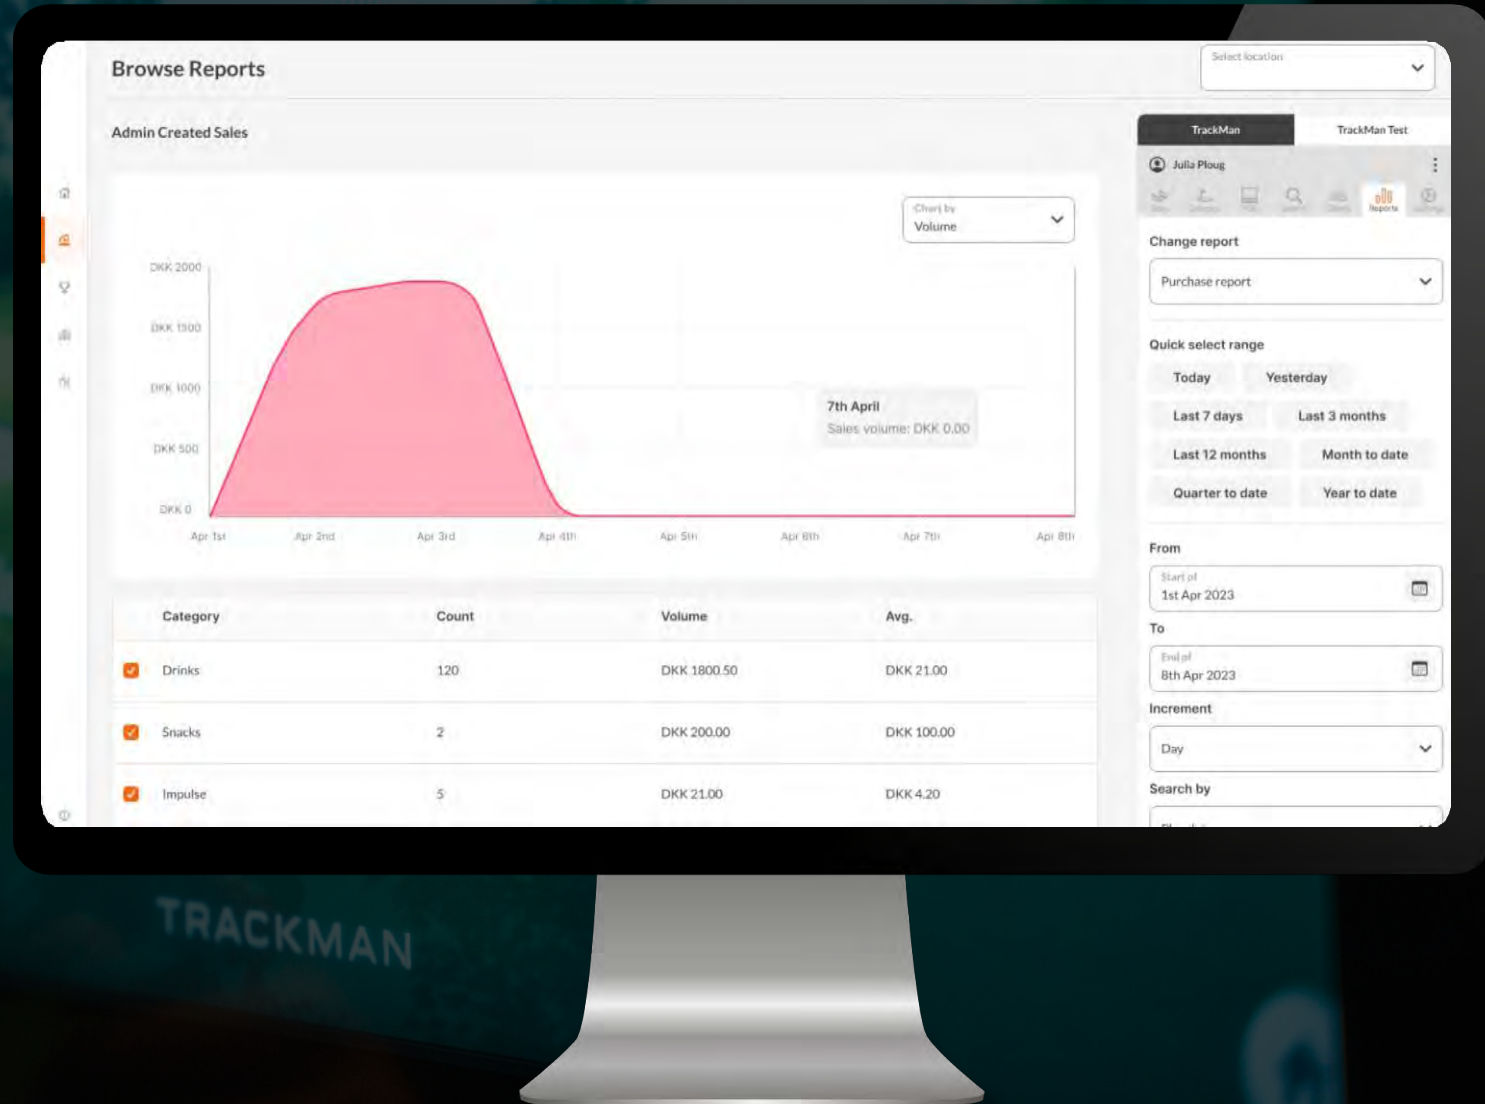 Browse Reports
Select location
Admin Created Sales
TrackMan
TrackMan Test
Julia Ploug
Reports
Chart by
Volume
DKK 2000
DKK 1500
DKK 1000
DKK 500
DKK 0
7th April
Sales volume: DKK 0.00
Apr 1st
Apr 2nd
Apr 3rd
Apr 4th
Apr 5th
Apr 6th
Apr 7th
Apr 8th
Category Count Volume Avg.
Drinks 120 DKK 1800.50 DKK 21.00
Snacks 2 DKK 200.00 DKK 100.00
Impulse 5 DKK 21.00 DKK 4.20
Change report
Purchase report
Quick select range
Today Yesterday
Last 7 days Last 3 months
Last 12 months Month to date
Quarter to date Year to date
From
Start of
1st Apr 2023
To
End of
8th Apr 2023
Increment
Day
Search by
TRACKMAN